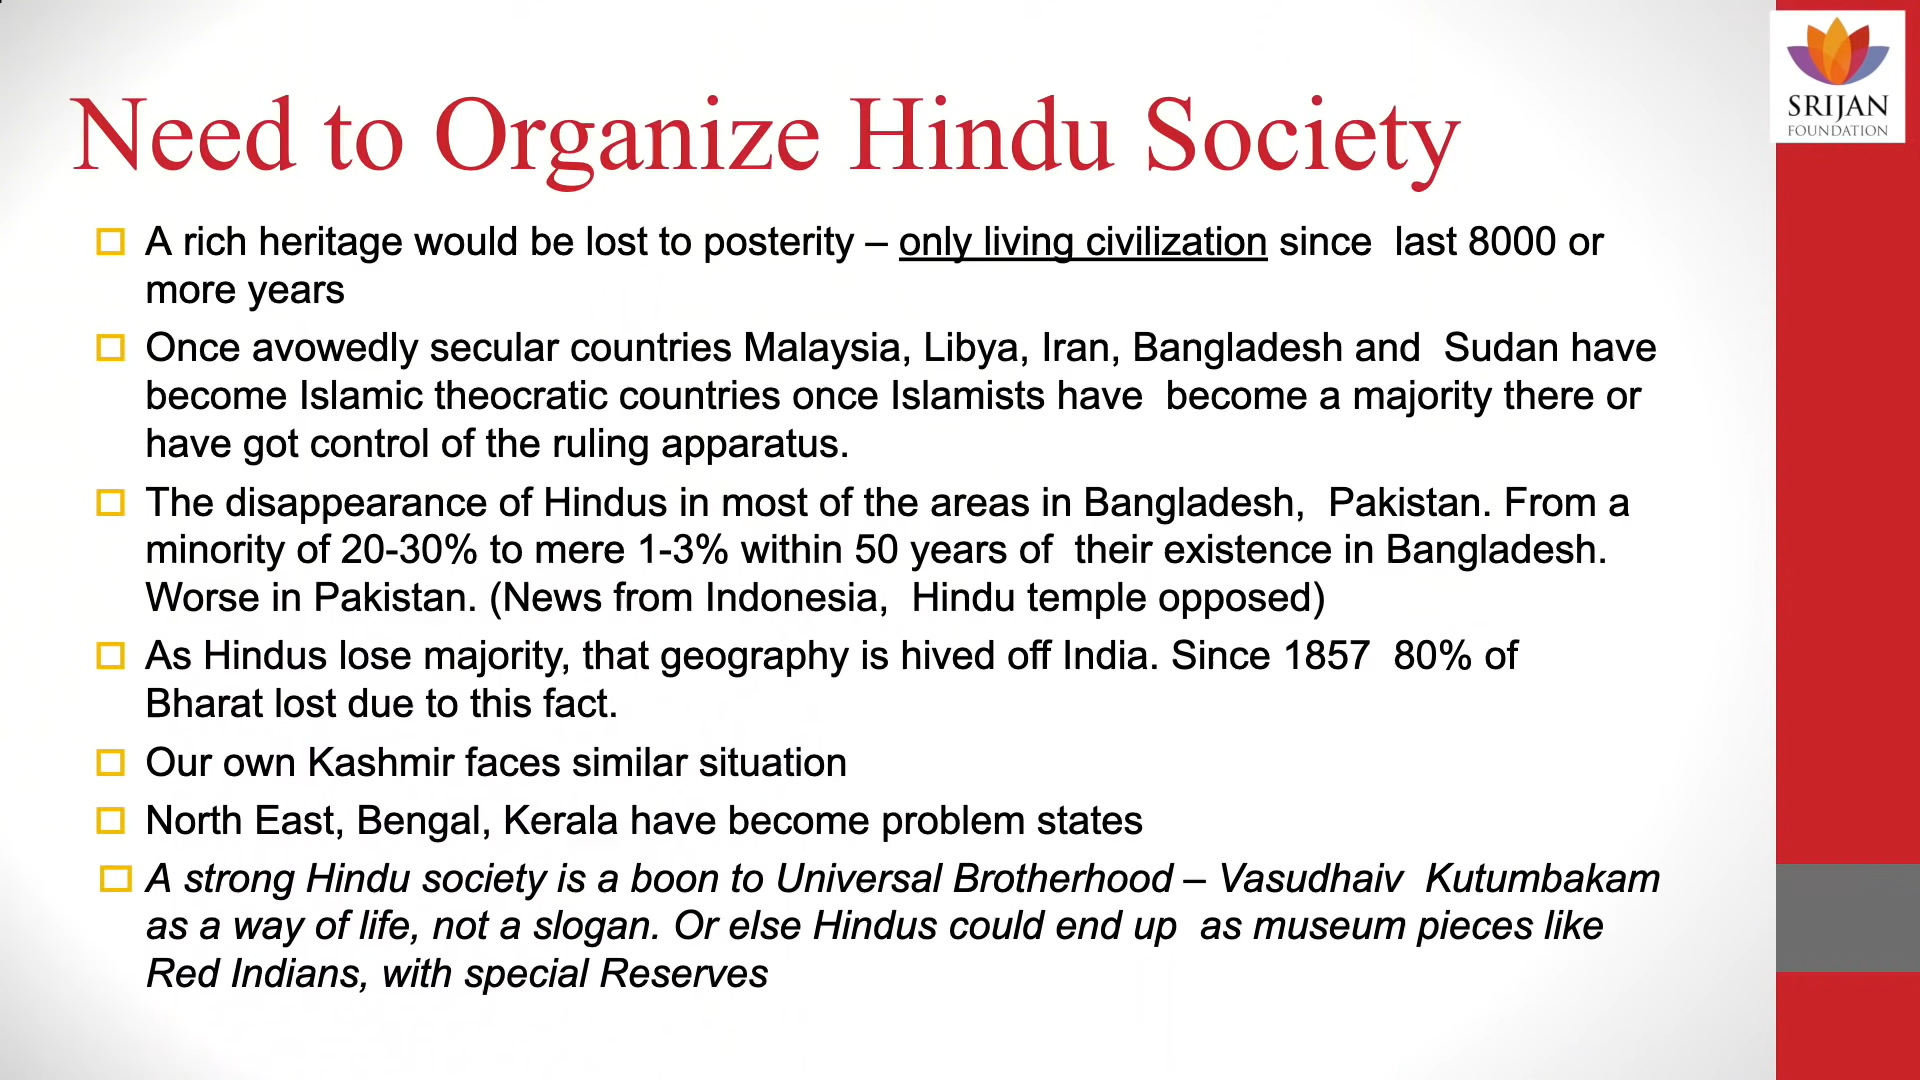 Need to Organize Hindu Society
SRIJAN
FOUNDATION
A rich heritage would be lost to posterity – only living civilization since last 8000 or
more years
Once avowedly secular countries Malaysia, Libya, Iran, Bangladesh and Sudan have
become Islamic theocratic countries once Islamists have become a majority there or
have got control of the ruling apparatus.
The disappearance of Hindus in most of the areas in Bangladesh, Pakistan. From a
minority of 20-30% to mere 1-3% within 50 years of their existence in Bangladesh.
Worse in Pakistan. (News from Indonesia, Hindu temple opposed)
As Hindus lose majority, that geography is hived off India. Since 1857 80% of
Bharat lost due to this fact.
Our own Kashmir faces similar situation
North East, Bengal, Kerala have become problem states
A strong Hindu society is a boon to Universal Brotherhood – Vasudhaiv Kutumbakam
as a way of life, not a slogan. Or else Hindus could end up as museum pieces like
Red Indians, with special Reserves